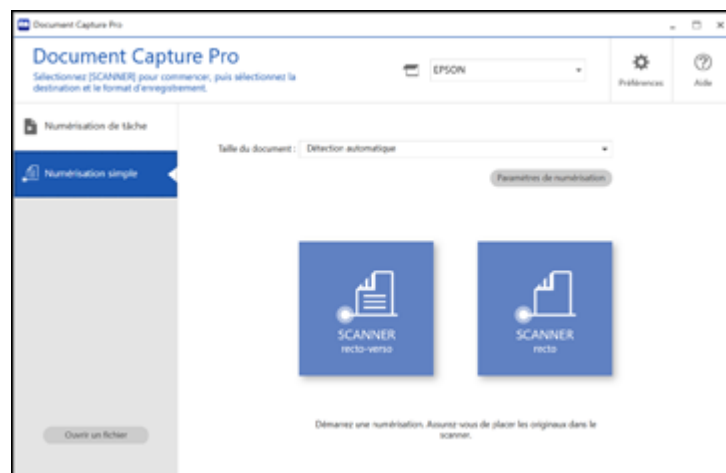 Document Capture Pro
Document Capture Pro
Sélectionnez [SCANNER] pour commencer, puis sélectionnez la
destination et le format d'enregistrement.
EPSON
Préférences
Aide
Numérisation de tâche
Numérisation simple
Taille du document :
Détection automatique
Paramètres de numérisation
SCANNER
recto-verso
SCANNER
recto
Démarrez une numérisation. Assurez-vous de placer les originaux dans le
scanner.
Ouvrir un fichier